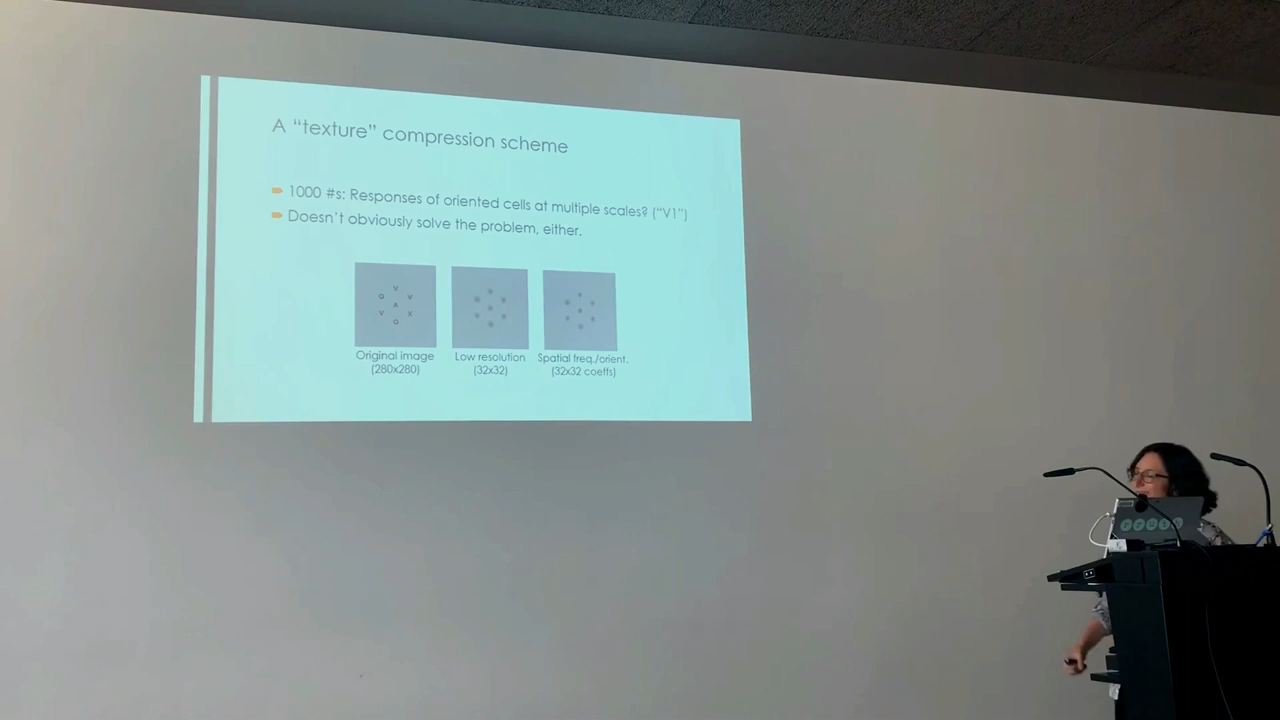 A “texture” compression scheme
1000 #s: Responses of oriented cells at multiple scales? (“V1”)
Doesn’t obviously solve the problem, either.
V
Q V
A
V X
Original image Low resolution Spatial freq./orient.
(280x280) (32x32) (32x32 coeffs)